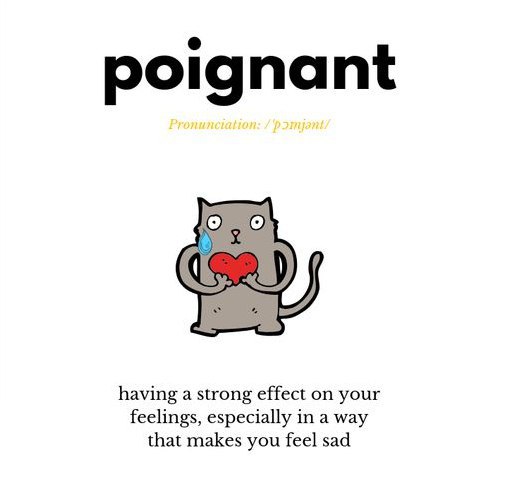 poignant
Pronunciation: /ˈpɔɪnjənt/
having a strong effect on your
feelings, especially in a way
that makes you feel sad